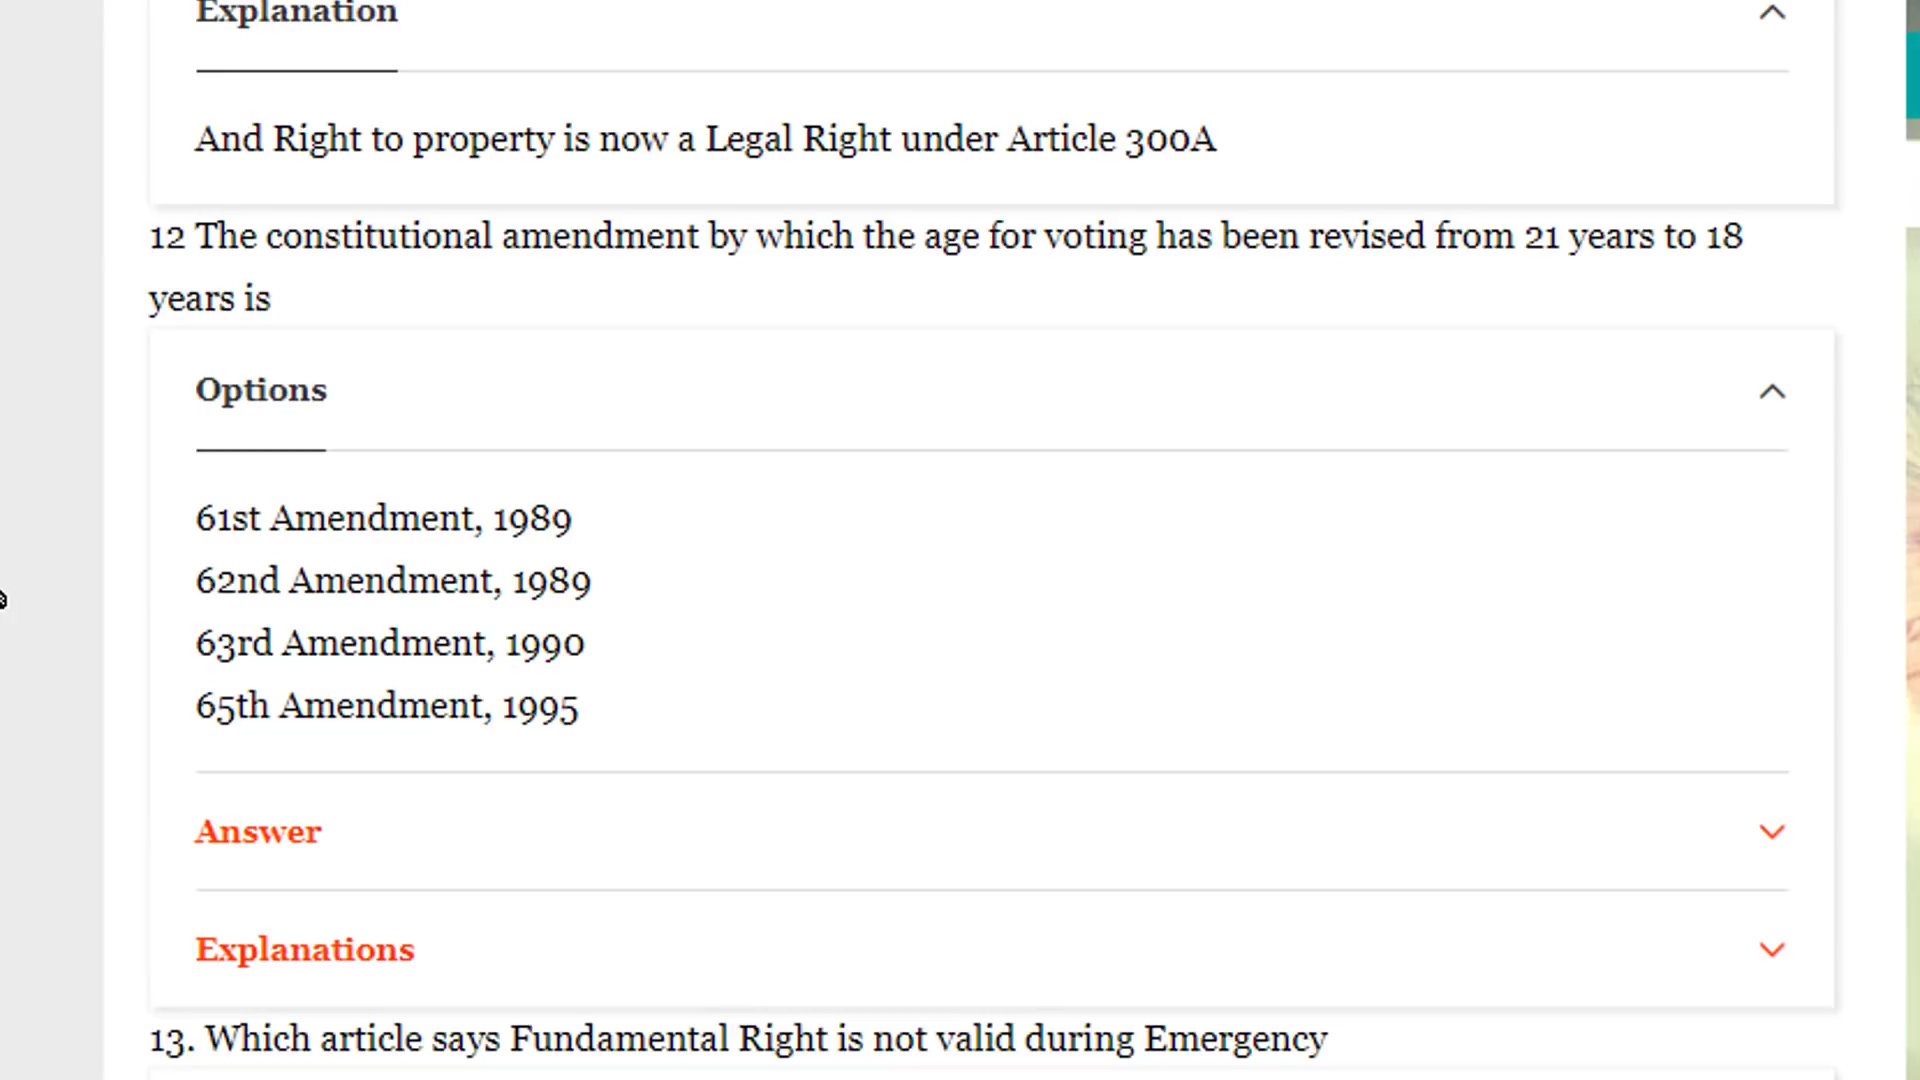 Explanation
And Right to property is now a Legal Right under Article 300A
12 The constitutional amendment by which the age for voting has been revised from 21 years to 18
years is
Options
61st Amendment, 1989
62nd Amendment, 1989
63rd Amendment, 1990
65th Amendment, 1995
Answer
Explanations
13. Which article says Fundamental Right is not valid during Emergency